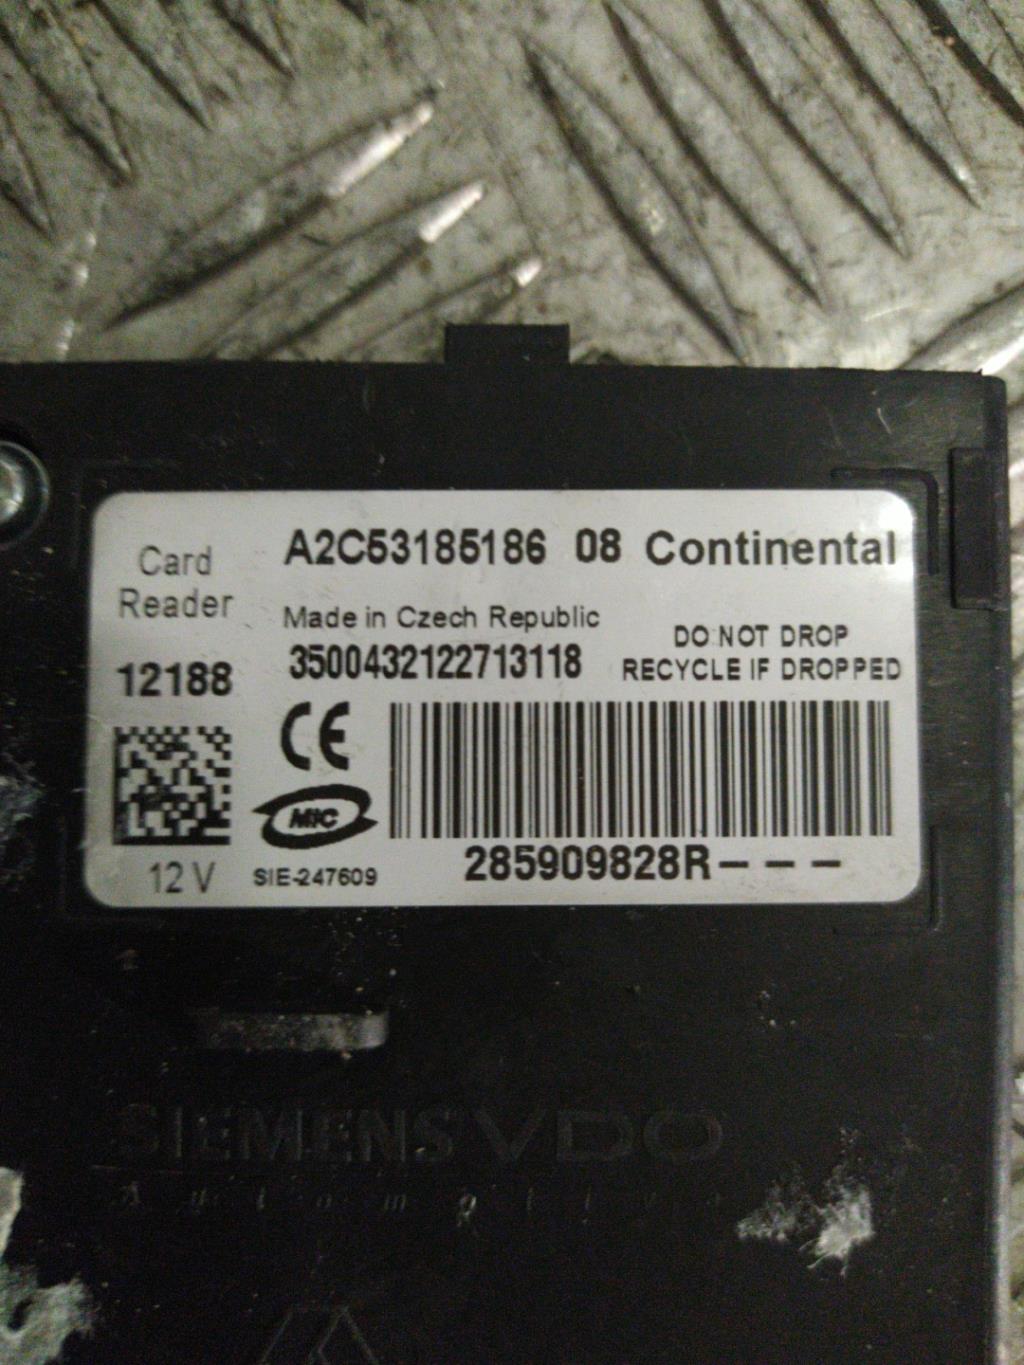 Card
Reader
A2C53185186 08 Continental
Made in Czech Republic
3500432122713118
DO NOT DROP
RECYCLE IF DROPPED
12188
CE
MIC
12 V
SIE-247609
285909828R---
SIEMENS VDO
Automotive